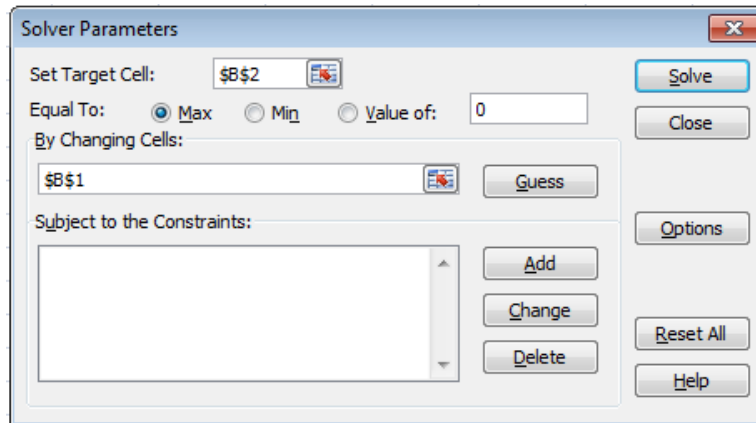 Solver Parameters
Set Target Cell: $B$2
Solve
Equal To: Max Min Value of: 0
Close
By Changing Cells:
$B$1
Guess
Subject to the Constraints:
Options
Add
Change
Reset All
Delete
Help